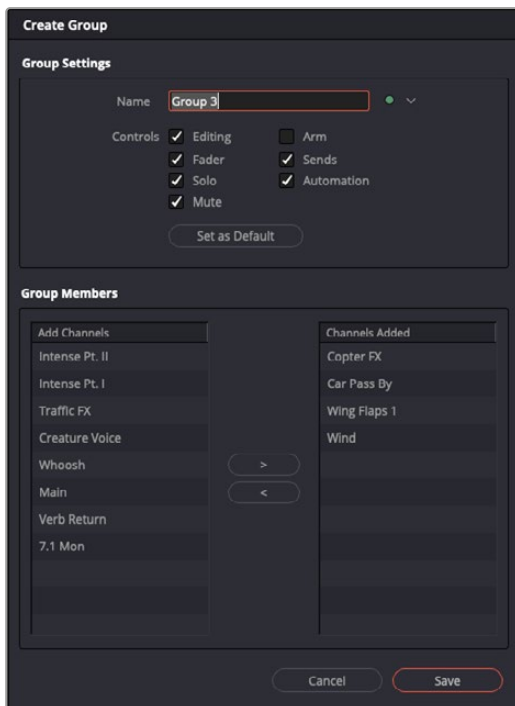 Create Group
Group Settings
Name Group 3
Controls Editing Arm
Fader Sends
Solo Automation
Mute
Set as Default
Group Members
Add Channels Channels Added
Intense Pt. II Copter FX
Intense Pt. I Car Pass By
Traffic FX Wing Flaps 1
Creature Voice Wind
Whoosh >
Main <
Verb Return
7.1 Mon
Cancel Save